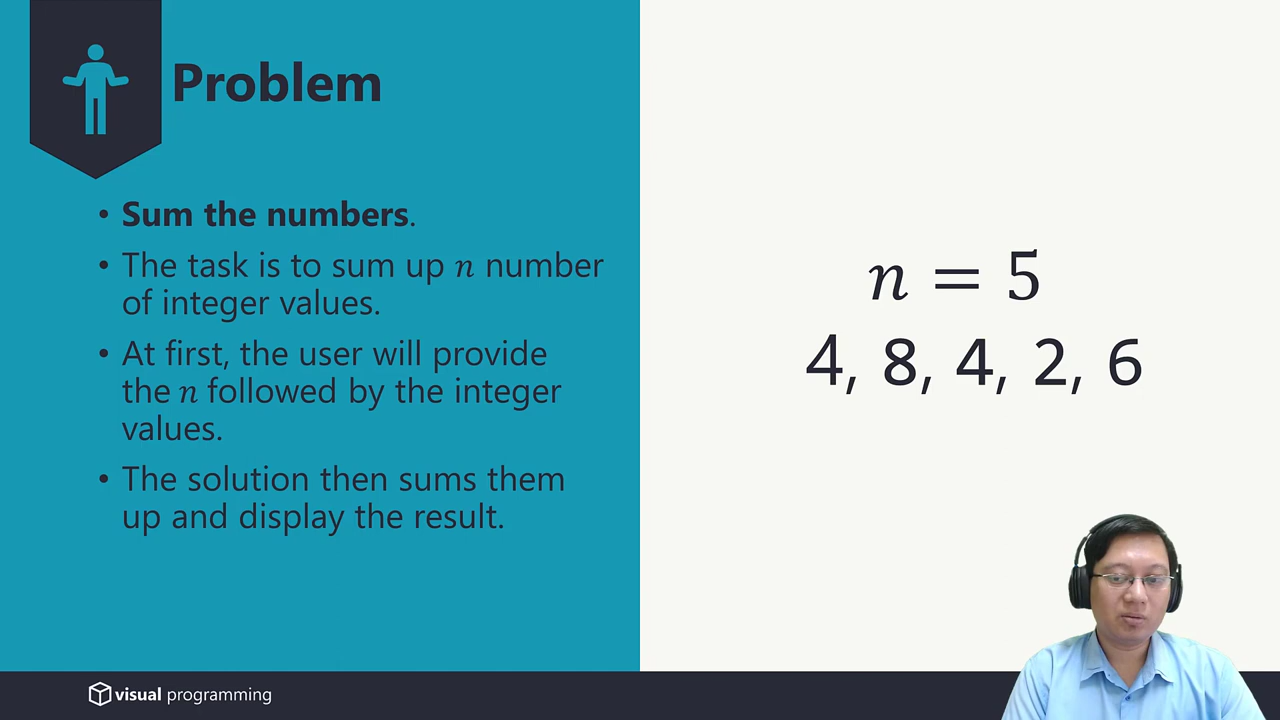 Problem
• Sum the numbers.
• The task is to sum up n number
of integer values.
• At first, the user will provide
the n followed by the integer
values.
• The solution then sums them
up and display the result.
n = 5
4, 8, 4, 2, 6
visual programming